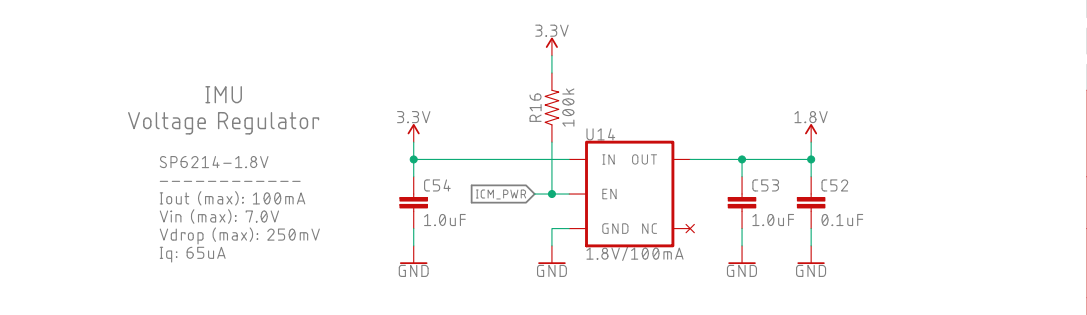 IMU
Voltage Regulator
SP6214-1.8V
------------
Iout (max): 100mA
Vin (max): 7.0V
Vdrop (max): 250mV
Iq: 65uA
3.3V
R16
100k
3.3V
U14
1.8V
IN OUT
C54
ICM_PWR
EN
C53
C52
1.0uF
GND NC
1.0uF
0.1uF
1.8V/100mA
GND
GND
GND
GND